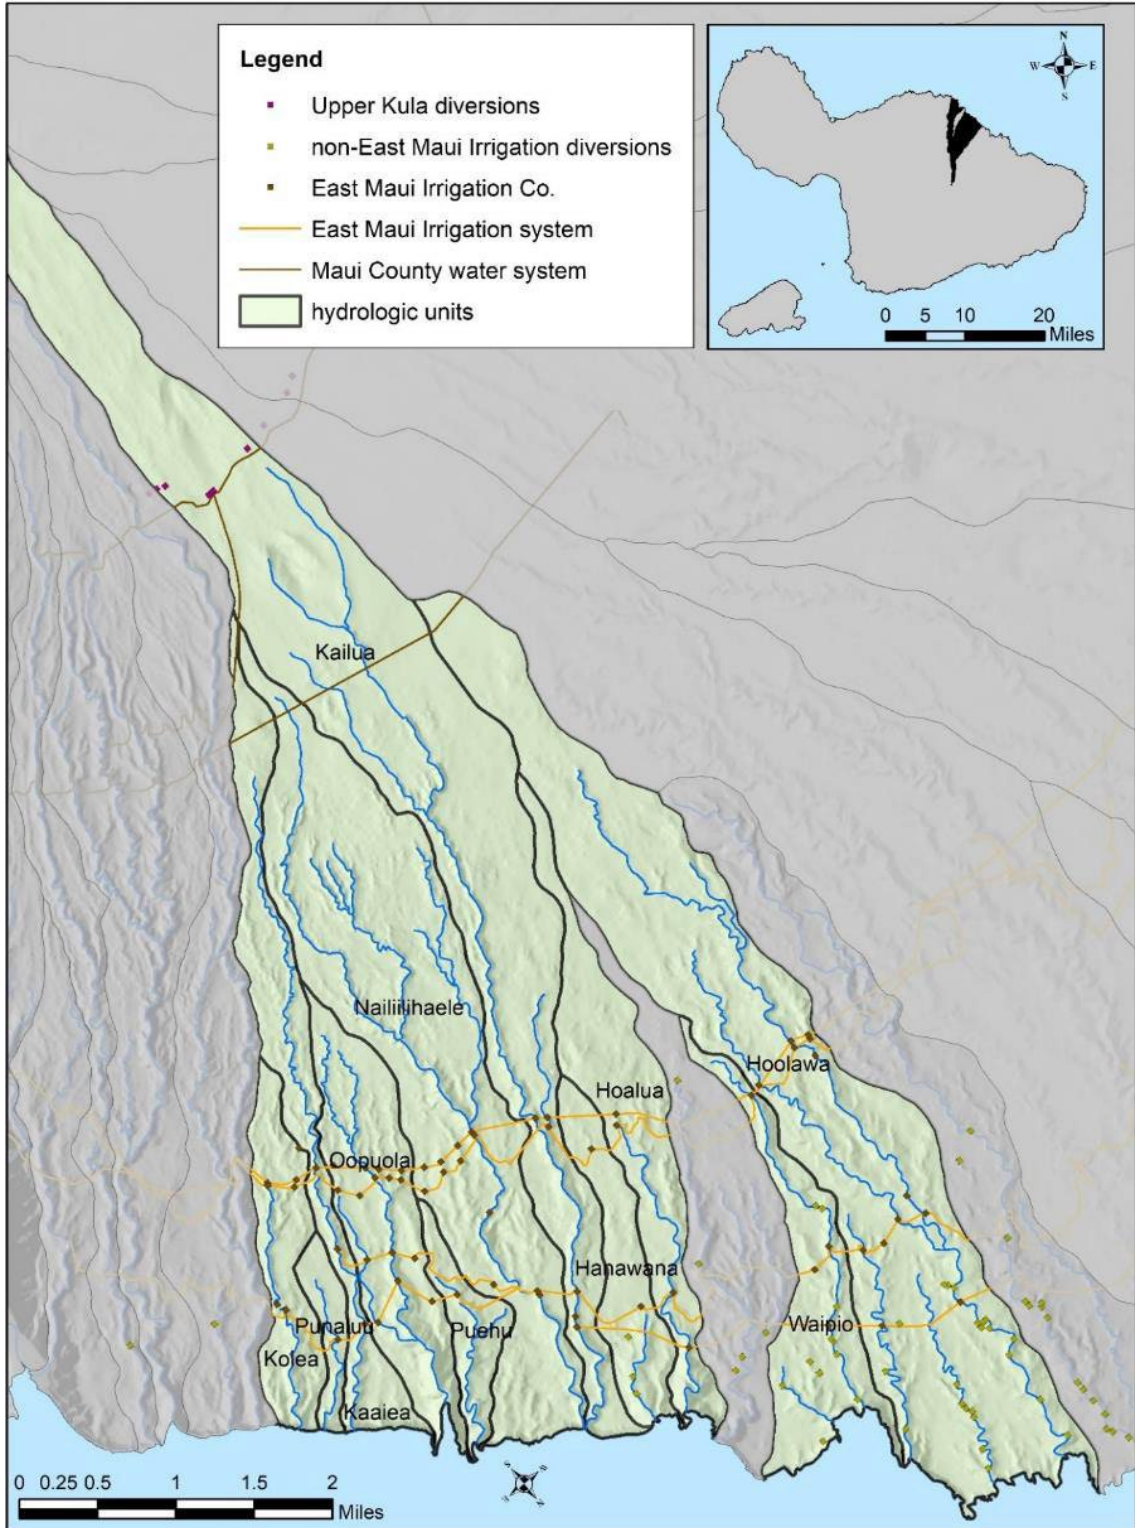 Legend
Upper Kula diversions
non-East Maui Irrigation diversions
East Maui Irrigation Co.
East Maui Irrigation system
Maui County water system
hydrologic units
N
W E
S
0 5 10 20
Miles
Kailua
Nailiilihaele
Hoolawa
Hoalua
Oopuola
Hanawana
Punaluu
Puehu
Waipio
Kolea
Kaaiea
0 0.25 0.5 1 1.5 2
Miles